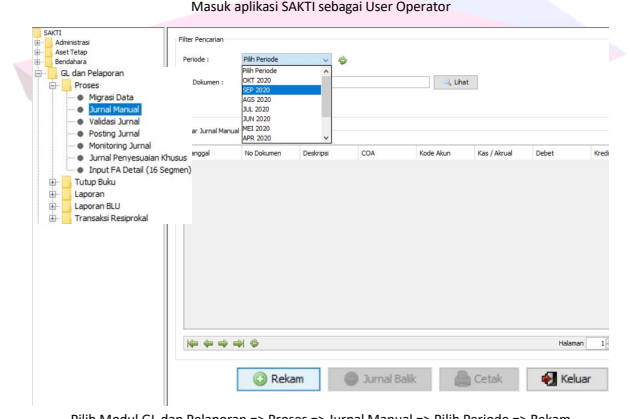 Masuk aplikasi SAKTI sebagai User Operator
SAKTI
Administrasi
Aset Tetap
Bendahara
GL dan Pelaporan
Proses
Migrasi Data
Jurnal Manual
Validasi Jurnal
Posting Jurnal
Monitoring Jurnal
Jurnal Penyesuaian Khusus
Input FA Detail (16 Segmen)
Tutup Buku
Laporan
Laporan BLU
Transaksi Resiprokal
Filter Pencarian
Periode : Pilih Periode
Pilih Periode
OKT 2020
SEP 2020
AGS 2020
JUL 2020
JUN 2020
MEI 2020
APR 2020
Dokumen : Lihat
ar Jurnal Manual
anggal No Dokumen Deskripsi COA Kode Akun Kas / Akrual Debet Kredi
Halaman 1
Rekam Jurnal Balik Cetak Keluar
Pilih Modul GL dan Pelaporan => Proses => Jurnal Manual => Pilih Periode => Rekam